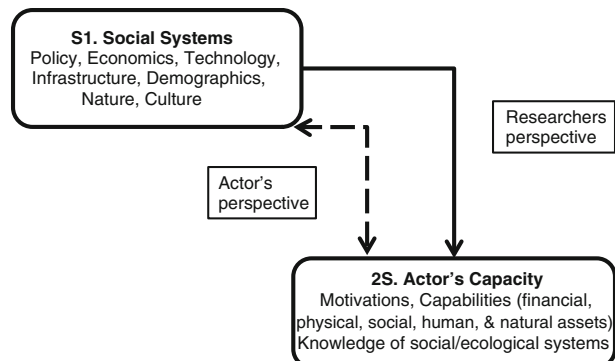 S1. Social Systems
Policy, Economics, Technology,
Infrastructure, Demographics,
Nature, Culture
Researchers
perspective
Actor's
perspective
2S. Actor's Capacity
Motivations, Capabilities (financial,
physical, social, human, & natural assets)
Knowledge of social/ecological systems